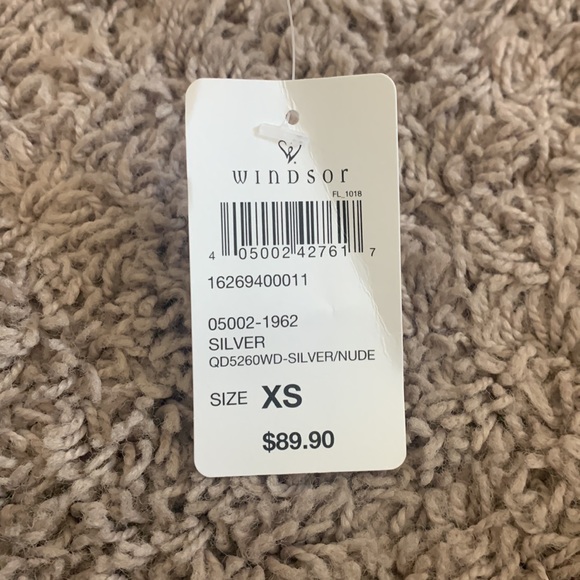 WINDSOR
FL_1018
4 05002 42761 7
16269400011
05002-1962
SILVER
QD5260WD-SILVER/NUDE
SIZE XS
$89.90